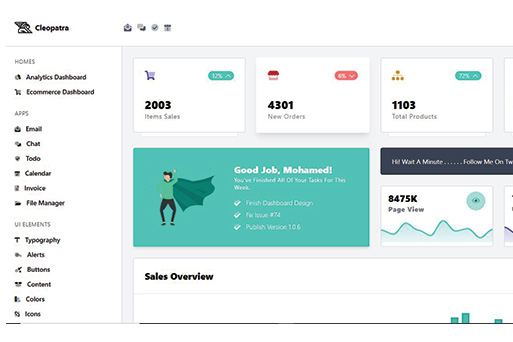 Cleopatra
HOMES
Analytics Dashboard
Ecommerce Dashboard
APPS
Email
Chat
Todo
Calendar
Invoice
File Manager
UI ELEMENTS
Typography
Alerts
Buttons
Content
Colors
Icons
12%
2003
Items Sales
6%
4301
New Orders
72%
1103
Total Products
Good Job, Mohamed!
You've Finished All Of Your Tasks For This
Week.
Finish Dashboard Design
Fix Issue #74
Publish Version 1.0.6
Hi! Wait A Minute . . . . . . Follow Me On Tw
8475K
Page View
Sales Overview